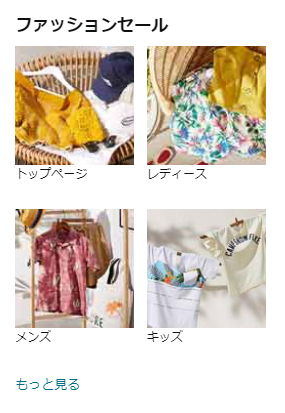 ファッションセール
トップページ
レディース
メンズ
キッズ
もっと見る